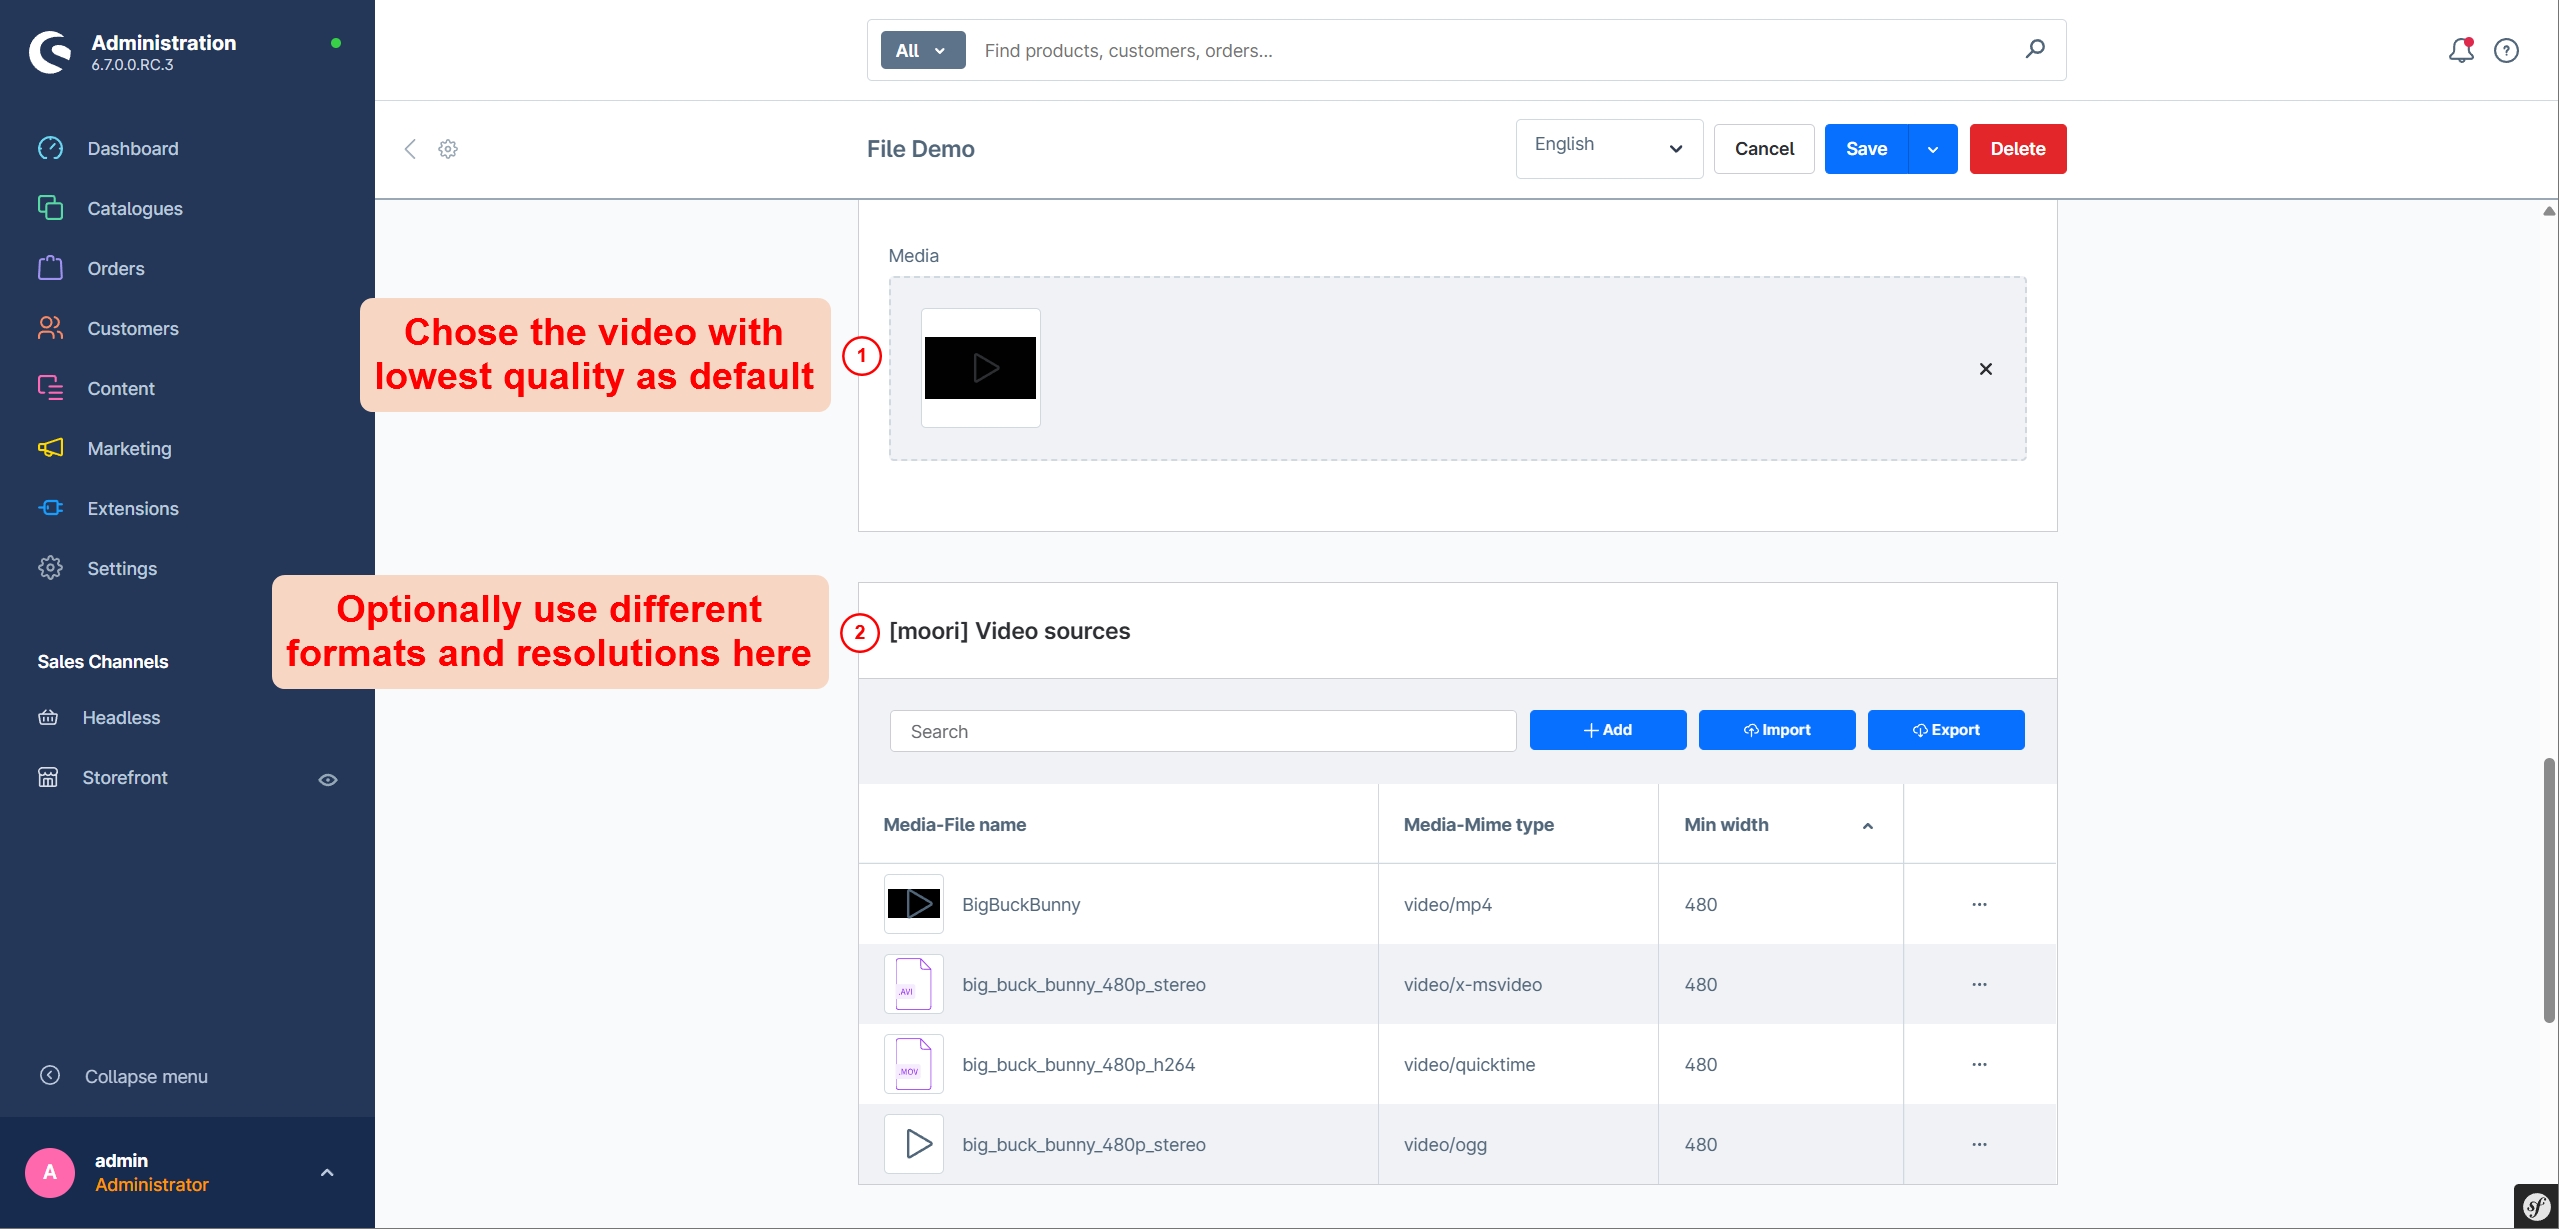 Administration
6.7.0.0.RC.3
All
Find products, customers, orders...
Dashboard
Catalogues
Orders
Customers
Content
Marketing
Extensions
Settings
Sales Channels
Headless
Storefront
Collapse menu
A
admin
Administrator
File Demo
English
Cancel
Save
Delete
Media
Chose the video with
lowest quality as default
1
Optionally use different
formats and resolutions here
2
[moori] Video sources
Search
Add
Import
Export
Media-File name Media-Mime type Min width
BigBuckBunny video/mp4 480 ...
.AVI big_buck_bunny_480p_stereo video/x-msvideo 480 ...
.MOV big_buck_bunny_480p_h264 video/quicktime 480 ...
big_buck_bunny_480p_stereo video/ogg 480 ...
sf